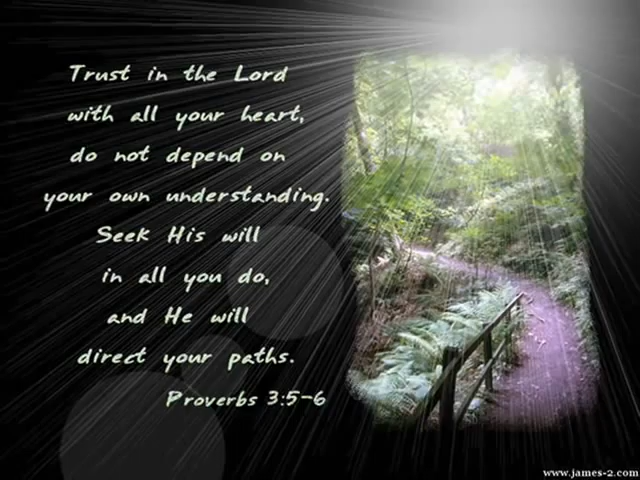 Trust in the Lord
with all your heart,
do not depend on
your own understanding.
Seek His will
in all you do,
and He will
direct your paths.
Proverbs 3:5-6
www.james-2.com